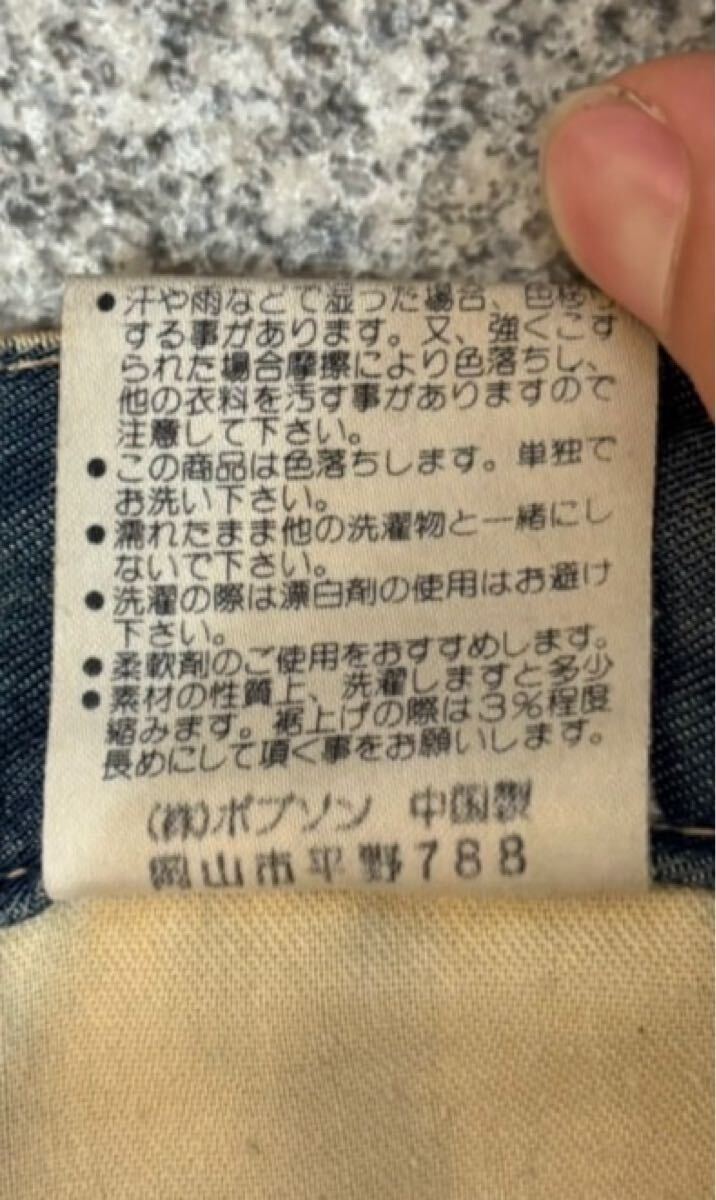 ●汗や雨などで湿った場合、色移り
する事があります。又、強くこす
られた場合摩擦により色落ちし、
他の衣料を汚す事がありますので
注意して下さい。
●この商品は色落ちします。単独で
お洗い下さい。
●濡れたまま他の洗濯物と一緒にし
ないで下さい。
●洗濯の際は漂白剤の使用はお避け
下さい。
●柔軟剤のご使用をおすすめします。
●素材の性質上、洗濯しますと多少
縮みます。裾上げの際は3%程度
長めにして頂く事をお願いします。
(株)ボブソン 中国製
岡山市平野788